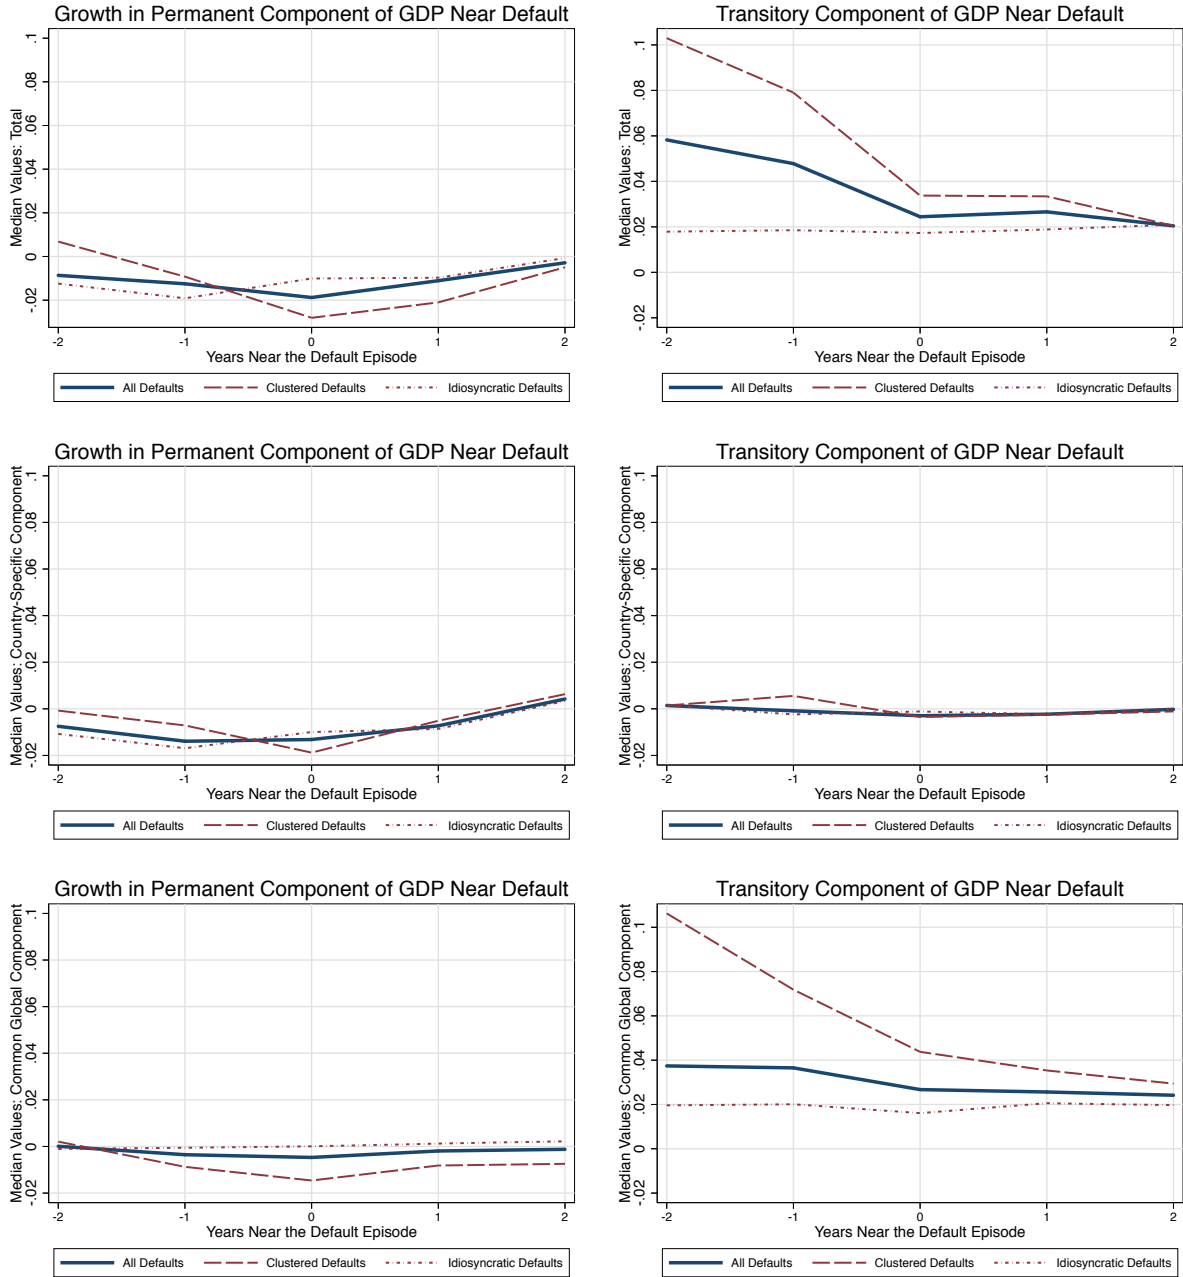 Growth in Permanent Component of GDP Near Default
Median Values: Total
.1
.08
.06
.04
.02
0
-.02
-2
-1
0
1
2
Years Near the Default Episode
All Defaults
Clustered Defaults
Idiosyncratic Defaults
Transitory Component of GDP Near Default
Median Values: Total
.1
.08
.06
.04
.02
0
-.02
-2
-1
0
1
2
Years Near the Default Episode
All Defaults
Clustered Defaults
Idiosyncratic Defaults
Growth in Permanent Component of GDP Near Default
Median Values: Country-Specific Component
.1
.08
.06
.04
.02
0
-.02
-2
-1
0
1
2
Years Near the Default Episode
All Defaults
Clustered Defaults
Idiosyncratic Defaults
Transitory Component of GDP Near Default
Median Values: Country-Specific Component
.1
.08
.06
.04
.02
0
-.02
-2
-1
0
1
2
Years Near the Default Episode
All Defaults
Clustered Defaults
Idiosyncratic Defaults
Growth in Permanent Component of GDP Near Default
Median Values: Common Global Component
.1
.08
.06
.04
.02
0
-.02
-2
-1
0
1
2
Years Near the Default Episode
All Defaults
Clustered Defaults
Idiosyncratic Defaults
Transitory Component of GDP Near Default
Median Values: Common Global Component
.1
.08
.06
.04
.02
0
-.02
-2
-1
0
1
2
Years Near the Default Episode
All Defaults
Clustered Defaults
Idiosyncratic Defaults